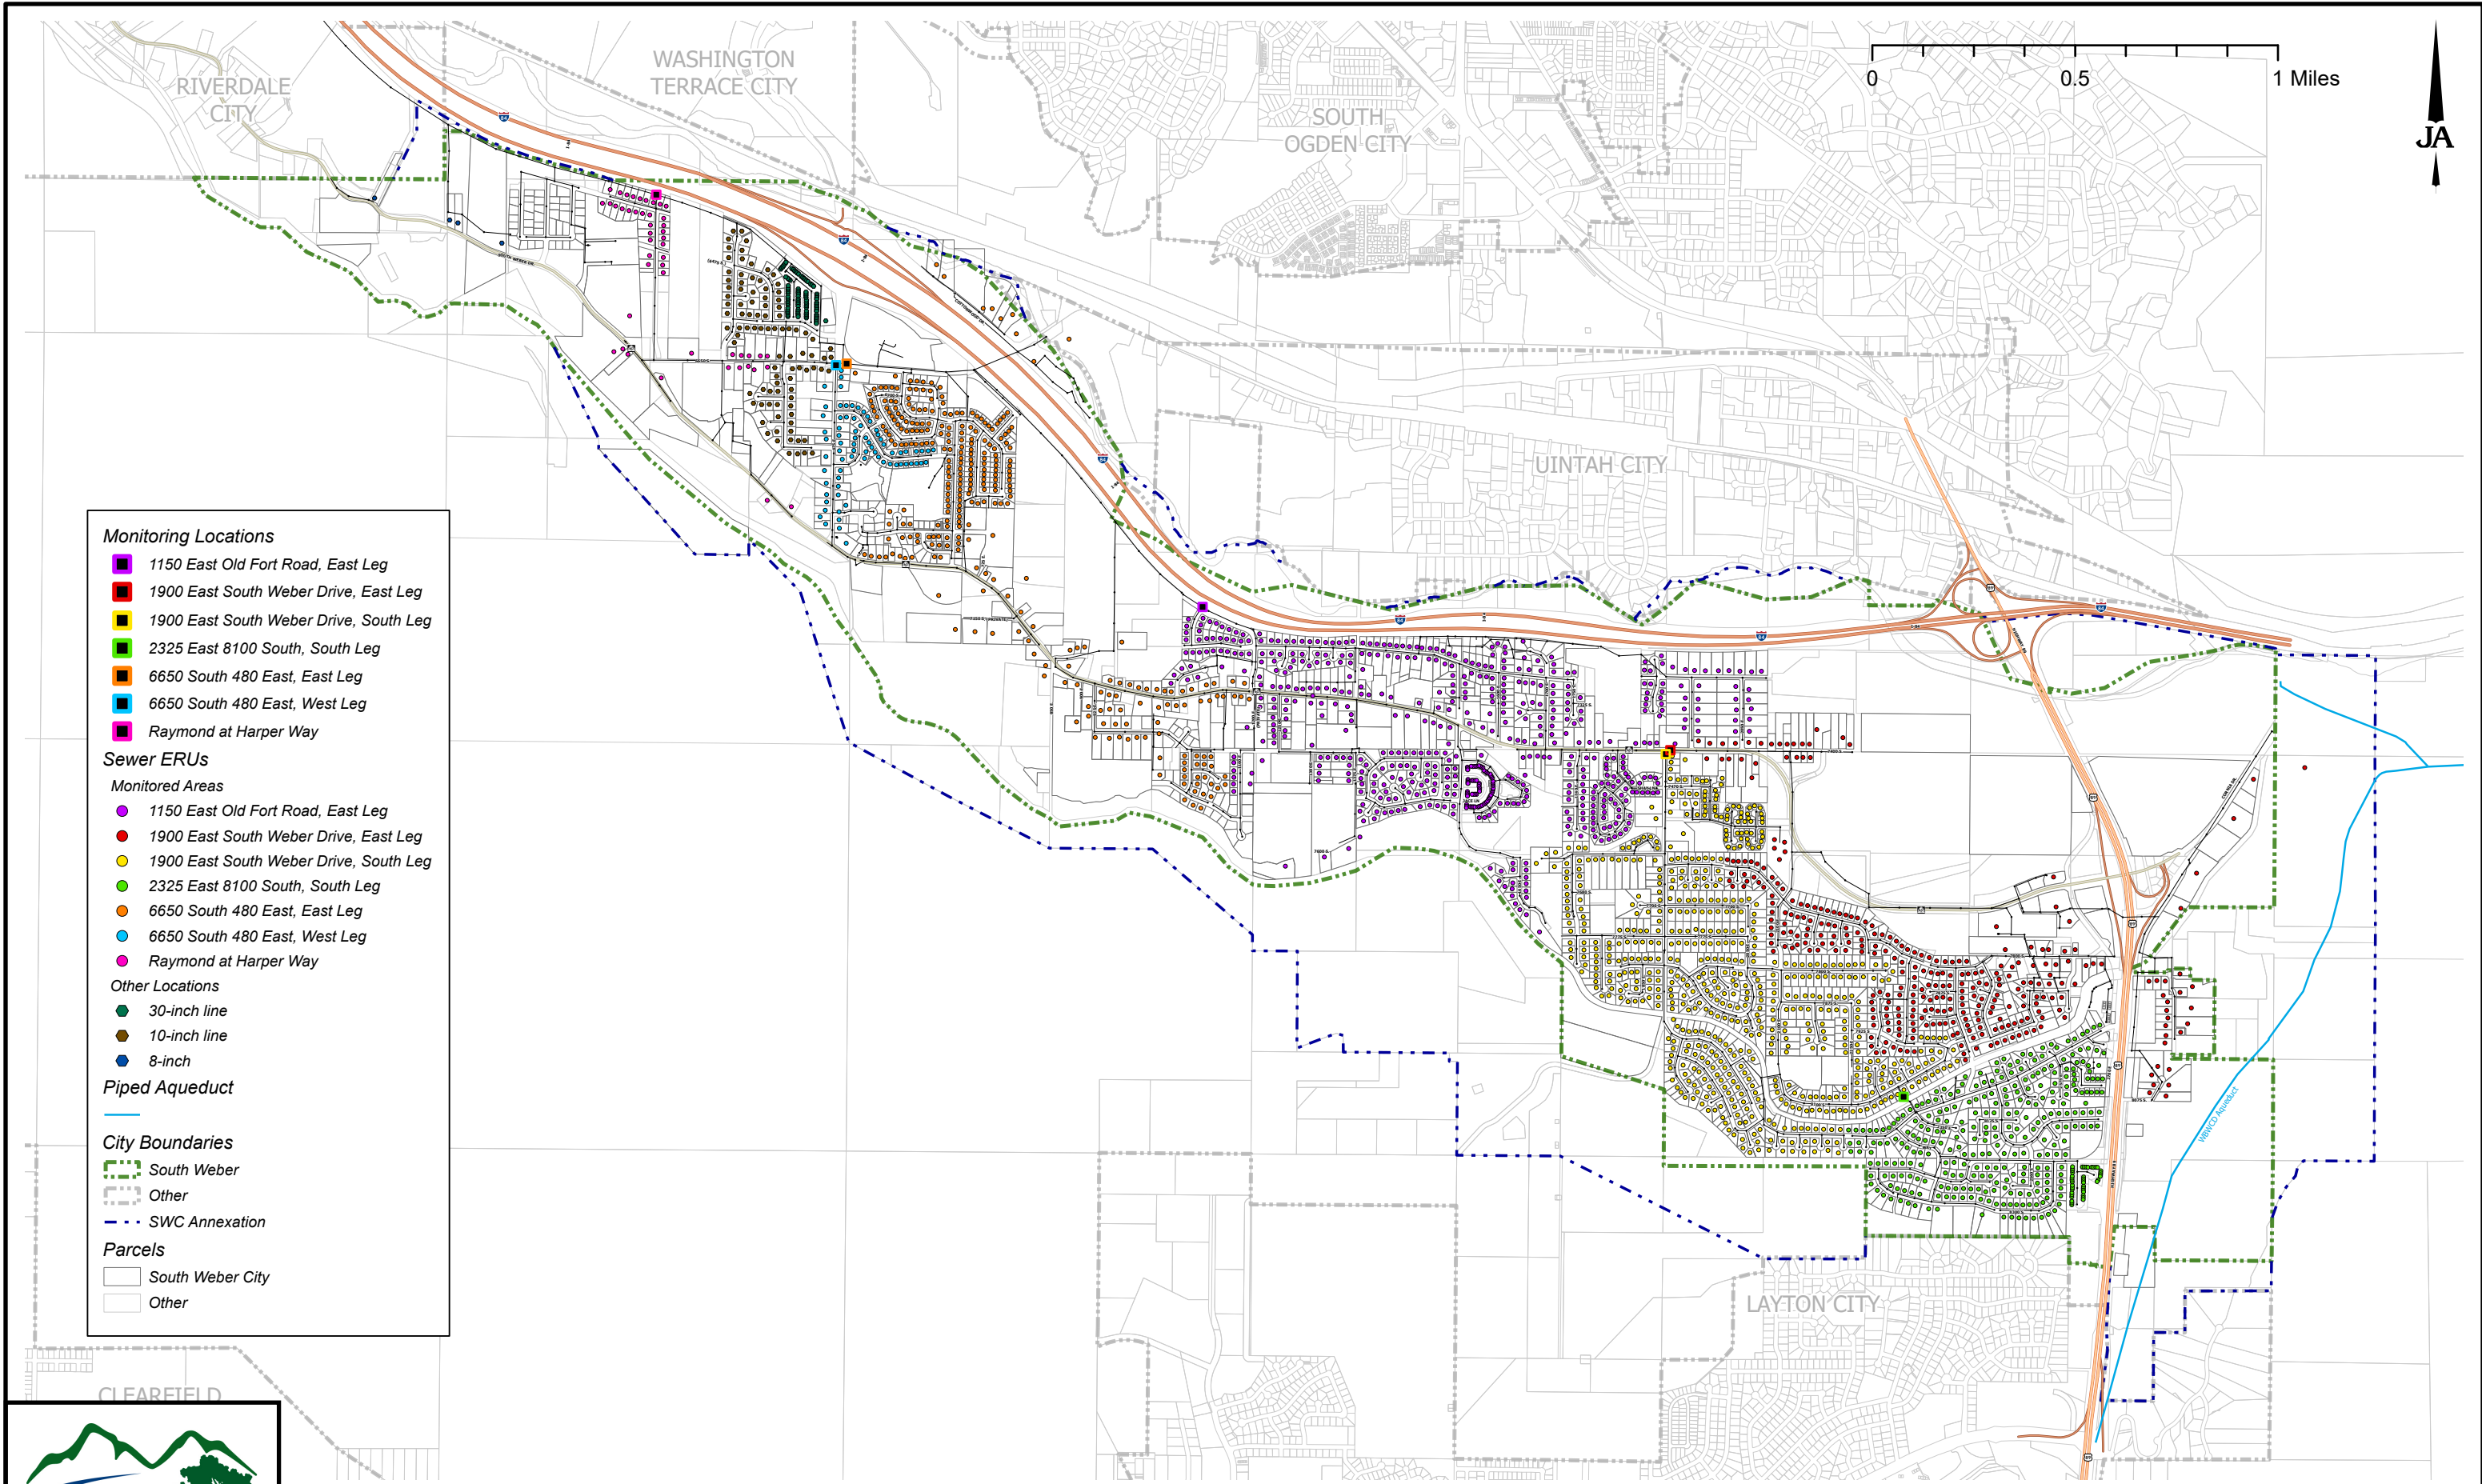 RIVERDALE
CITY
WASHINGTON
TERRACE CITY
SOUTH
OGDEN CITY
0
0.5
1 Miles
JA
UINTAH CITY
Monitoring Locations
1150 East Old Fort Road, East Leg
1900 East South Weber Drive, East Leg
1900 East South Weber Drive, South Leg
2325 East 8100 South, South Leg
6650 South 480 East, East Leg
6650 South 480 East, West Leg
Raymond at Harper Way
Sewer ERUs
Monitored Areas
1150 East Old Fort Road, East Leg
1900 East South Weber Drive, East Leg
1900 East South Weber Drive, South Leg
2325 East 8100 South, South Leg
6650 South 480 East, East Leg
6650 South 480 East, West Leg
Raymond at Harper Way
Other Locations
30-inch line
10-inch line
8-inch
Piped Aqueduct
City Boundaries
South Weber
Other
SWC Annexation
Parcels
South Weber City
Other
WBWCD Aqueduct
LAYTON CITY
CLEARFIELD